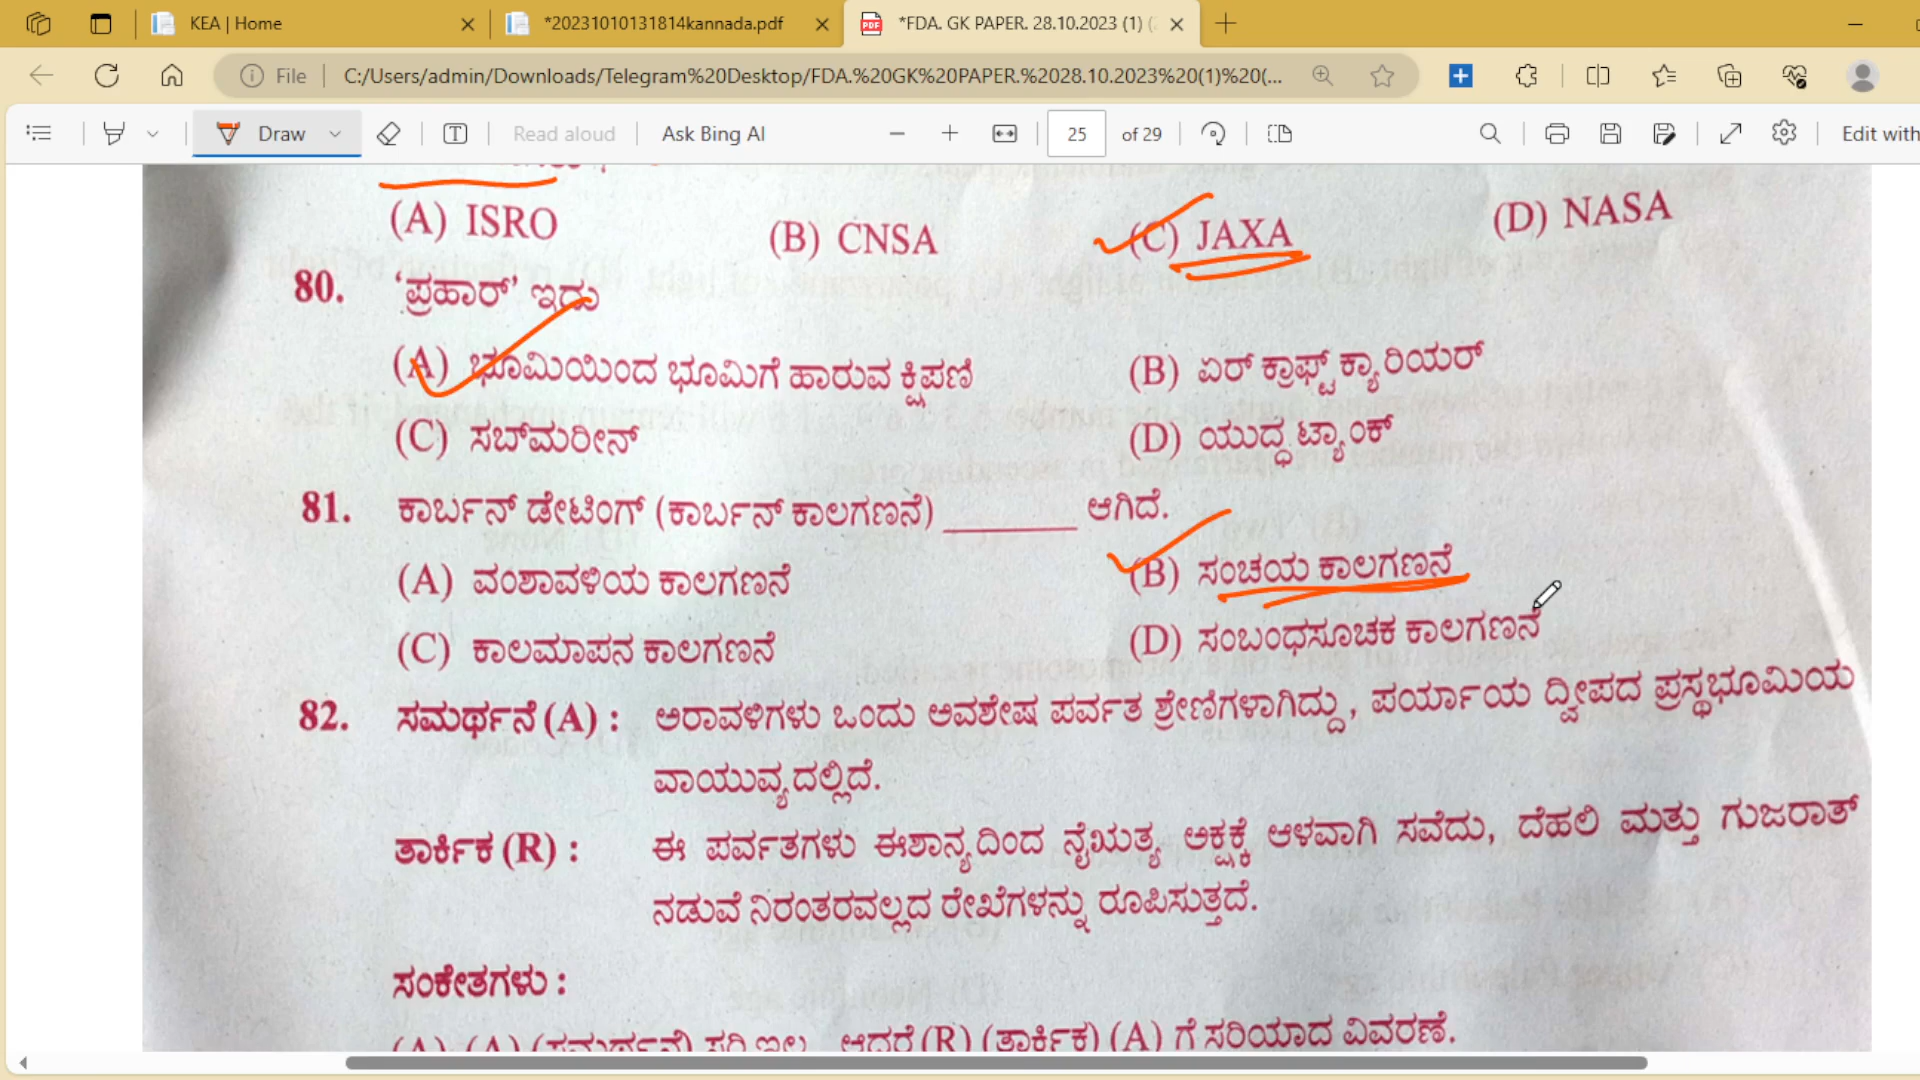 KEA | Home
*20231010131814kannada.pdf
*FDA. GK PAPER. 28.10.2023 (1) (
File
C:/Users/admin/Downloads/Telegram%20Desktop/FDA.%20GK%20PAPER.%2028.10.2023%20(1)%20(...
Draw
Read aloud
Ask Bing AI
25 of 29
Edit with
(A) ISRO (B) CNSA (C) JAXA (D) NASA
80. ‘ಪ್ರಹಾರ್’ ಇದು
(A) ಭೂಮಿಯಿಂದ ಭೂಮಿಗೆ ಹಾರುವ ಕ್ಷಿಪಣಿ (B) ಏರ್ ಕ್ರಾಫ್ಟ್ ಕ್ಯಾರಿಯರ್
(C) ಸಬ್‌ಮರೀನ್ (D) ಯುದ್ಧ ಟ್ಯಾಂಕ್
81. ಕಾರ್ಬನ್ ಡೇಟಿಂಗ್ (ಕಾರ್ಬನ್ ಕಾಲಗಣನೆ) ________ ಆಗಿದೆ.
(A) ವಂಶಾವಳಿಯ ಕಾಲಗಣನೆ (B) ಸಂಚಯ ಕಾಲಗಣನೆ
(C) ಕಾಲಮಾಪನ ಕಾಲಗಣನೆ (D) ಸಂಬಂಧಸೂಚಕ ಕಾಲಗಣನೆ
82. ಸಮರ್ಥನೆ (A) : ಅರಾವಳಿಗಳು ಒಂದು ಅವಶೇಷ ಪರ್ವತ ಶ್ರೇಣಿಗಳಾಗಿದ್ದು, ಪರ್ಯಾಯ ದ್ವೀಪದ ಪ್ರಸ್ಥಭೂಮಿಯ
ವಾಯುವ್ಯದಲ್ಲಿದೆ.
ತಾರ್ಕಿಕ (R) : ಈ ಪರ್ವತಗಳು ಈಶಾನ್ಯದಿಂದ ನೈಋತ್ಯ ಅಕ್ಷಕ್ಕೆ ಆಳವಾಗಿ ಸವೆದು, ದೆಹಲಿ ಮತ್ತು ಗುಜರಾತ್
ನಡುವೆ ನಿರಂತರವಲ್ಲದ ರೇಖೆಗಳನ್ನು ರೂಪಿಸುತ್ತದೆ.
ಸಂಕೇತಗಳು :
(A) (A) (ಸಮರ್ಥನೆ) ಸರಿ ಇಲ್ಲ ಆದರೆ (R) (ತಾರ್ಕಿಕ) (A) ಗೆ ಸರಿಯಾದ ವಿವರಣೆ.